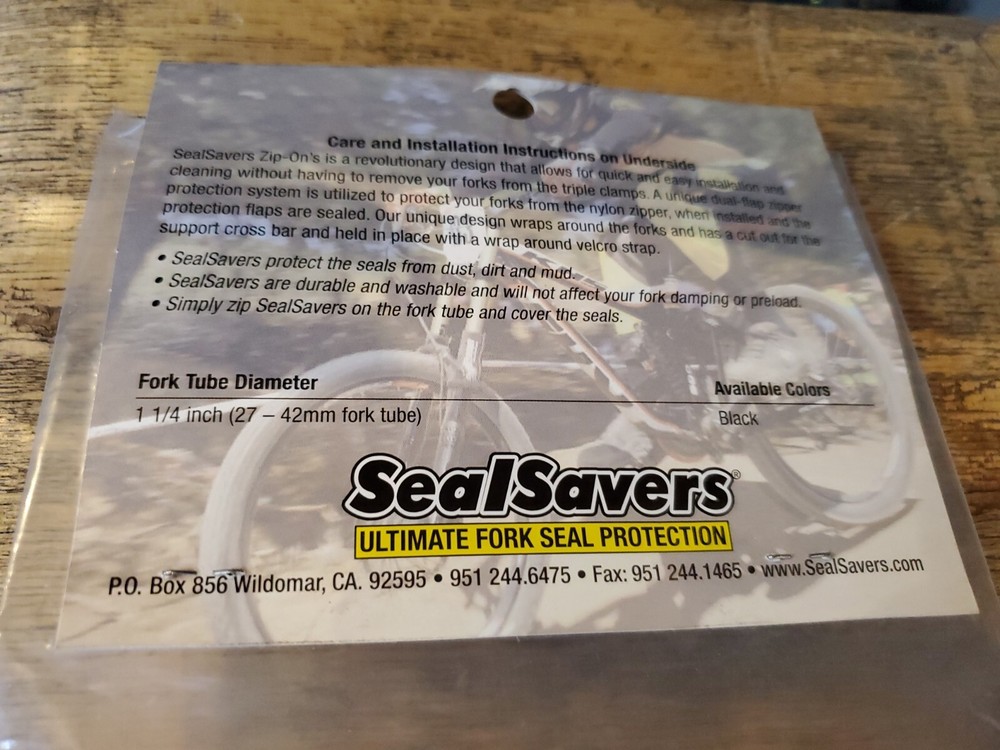 Care and Installation Instructions on Underside
SealSavers Zip-On's is a revolutionary design that allows for quick and easy installation and
cleaning without having to remove your forks from the triple clamps. A unique dual-flap zipper
protection system is utilized to protect your forks from the nylon zipper, when installed and the
protection flaps are sealed. Our unique design wraps around the forks and has a cut out for the
support cross bar and held in place with a wrap around velcro strap.
• SealSavers protect the seals from dust, dirt and mud.
• SealSavers are durable and washable and will not affect your fork damping or preload.
• Simply zip SealSavers on the fork tube and cover the seals.
Fork Tube Diameter Available Colors
1 1/4 inch (27 – 42mm fork tube) Black
SealSavers®
ULTIMATE FORK SEAL PROTECTION
P.O. Box 856 Wildomar, CA. 92595 • 951 244.6475 • Fax: 951 244.1465 • www.SealSavers.com